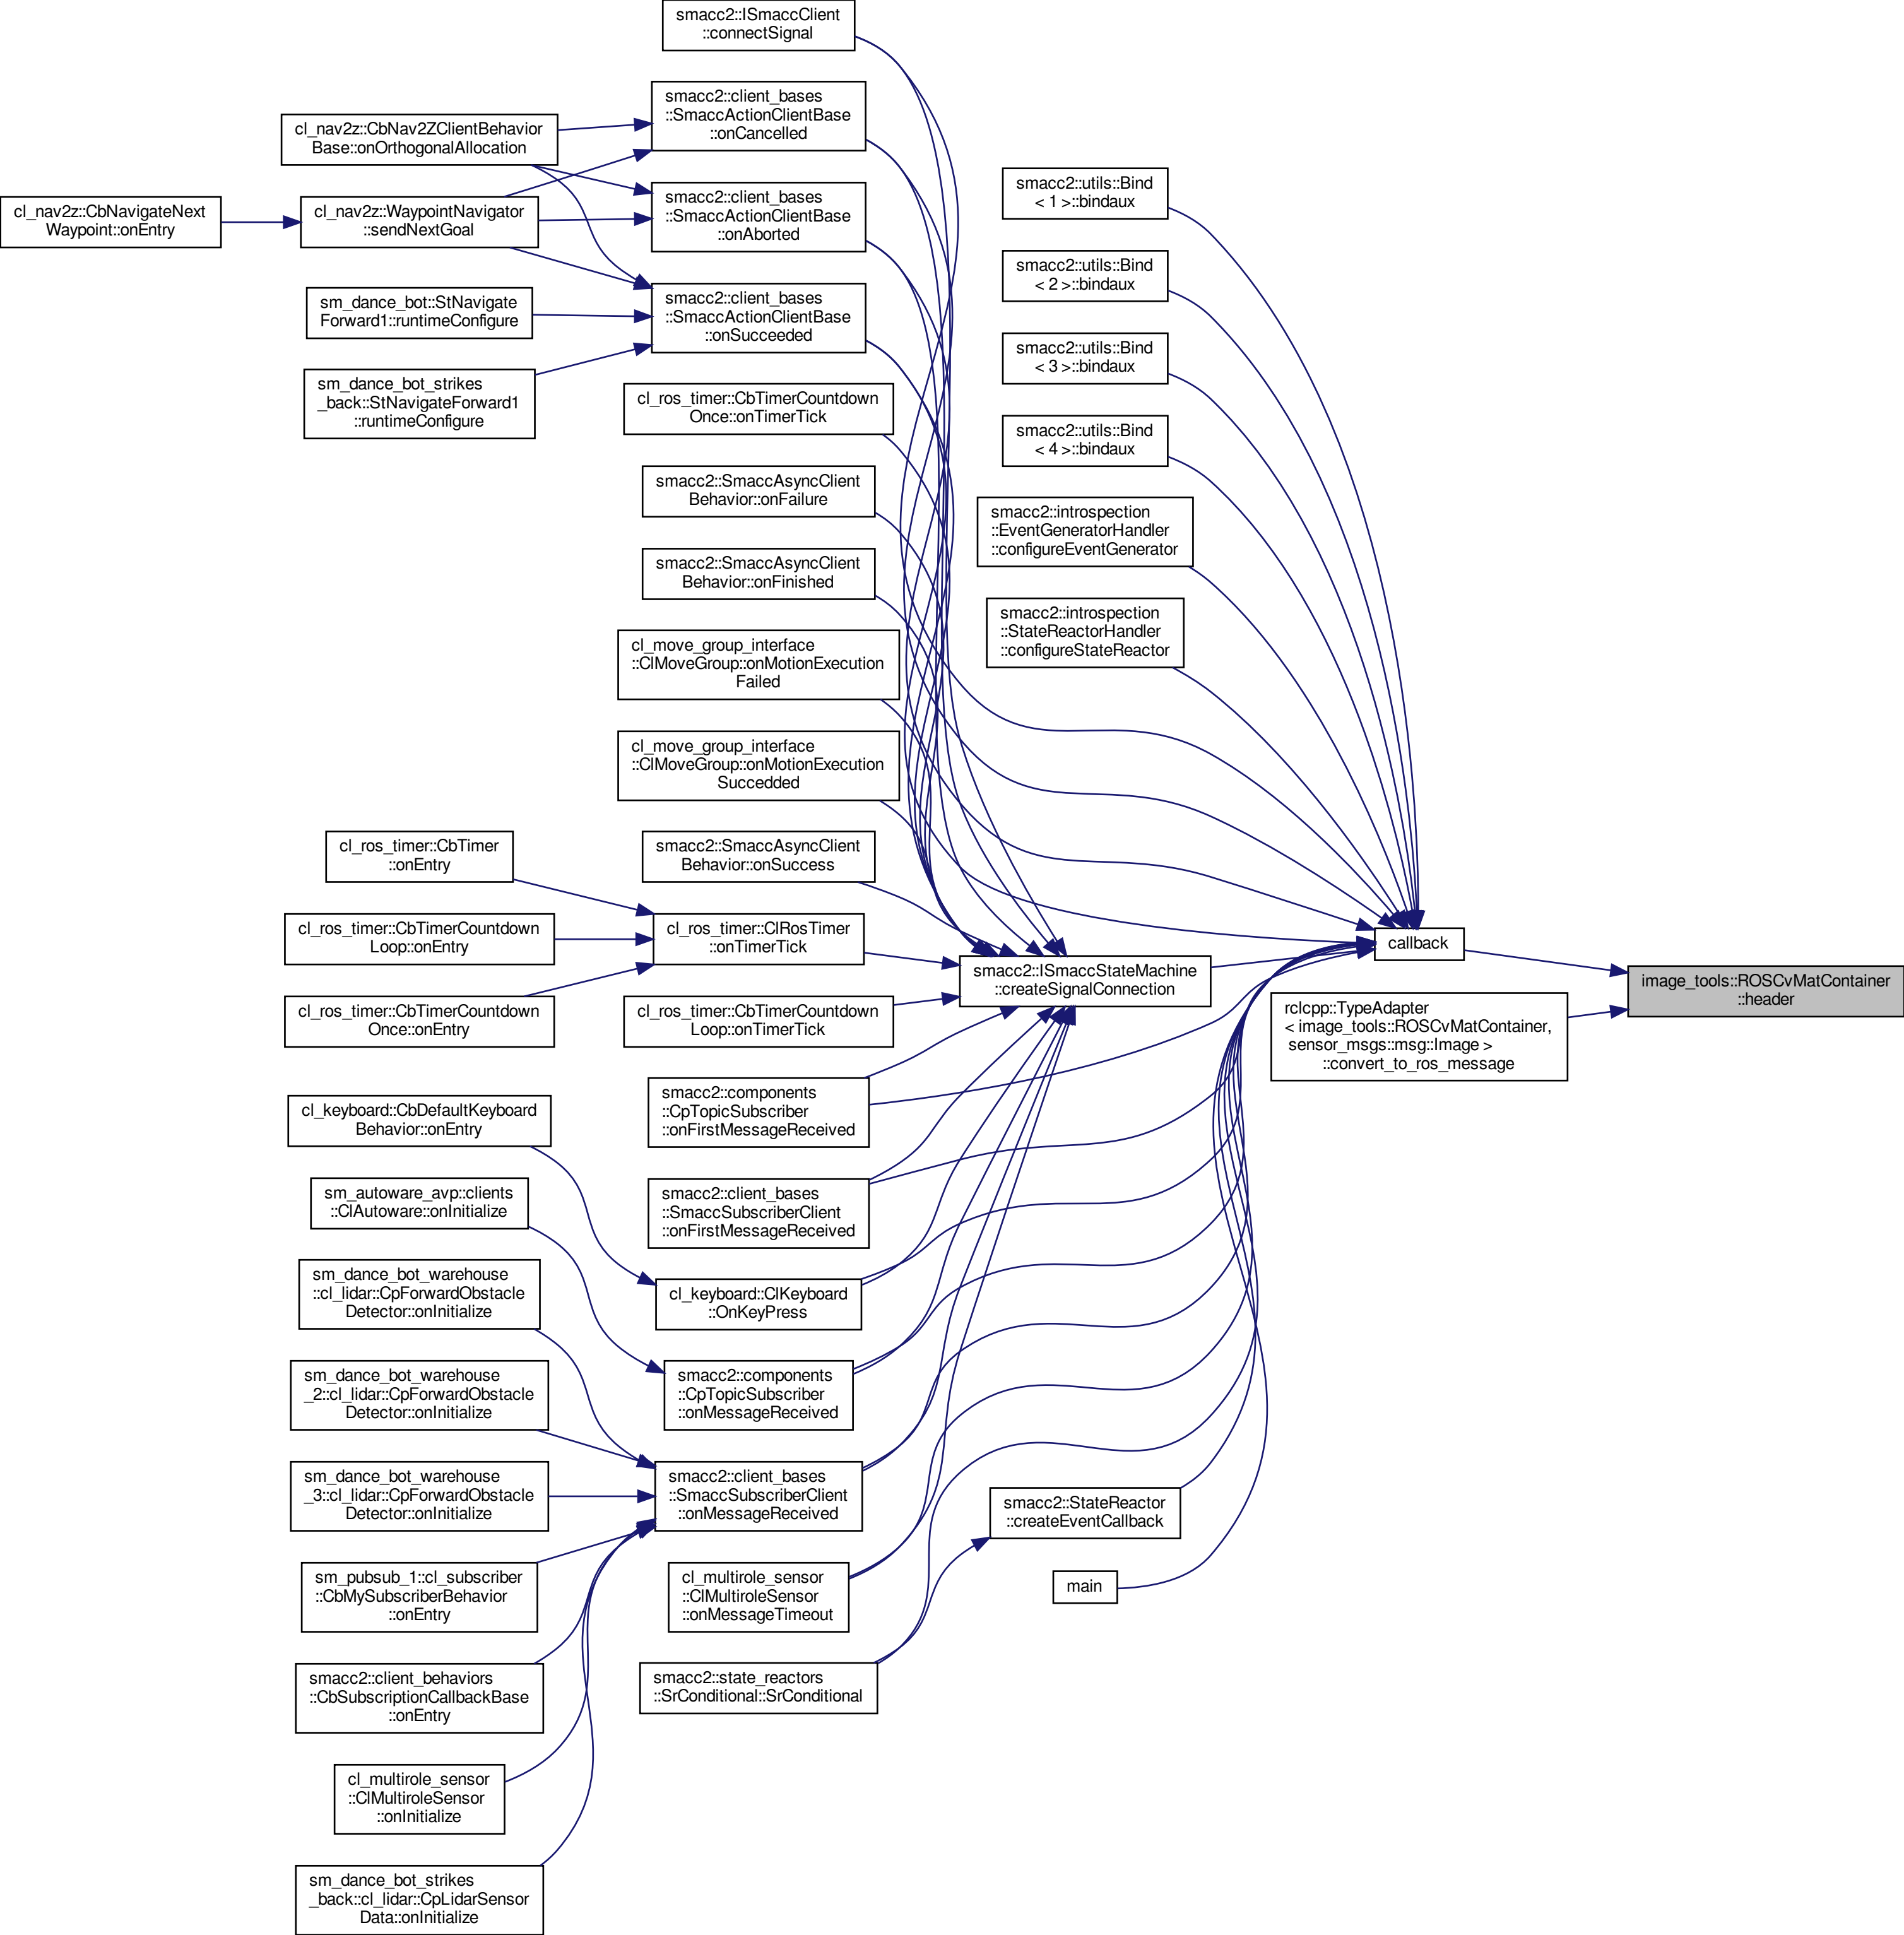 smacc2::ISmaccClient
::connectSignal
smacc2::client_bases
::SmaccActionClientBase
::onCancelled
cl_nav2z::CbNav2ZClientBehavior
Base::onOrthogonalAllocation
smacc2::client_bases
::SmaccActionClientBase
::onAborted
cl_nav2z::CbNavigateNext
Waypoint::onEntry
cl_nav2z::WaypointNavigator
::sendNextGoal
smacc2::client_bases
::SmaccActionClientBase
::onSucceeded
sm_dance_bot::StNavigate
Forward1::runtimeConfigure
sm_dance_bot_strikes
_back::StNavigateForward1
::runtimeConfigure
cl_ros_timer::CbTimerCountdown
Once::onTimerTick
smacc2::SmaccAsyncClient
Behavior::onFailure
smacc2::SmaccAsyncClient
Behavior::onFinished
cl_move_group_interface
::ClMoveGroup::onMotionExecution
Failed
cl_move_group_interface
::ClMoveGroup::onMotionExecution
Succedded
smacc2::SmaccAsyncClient
Behavior::onSuccess
cl_ros_timer::CbTimer
::onEntry
cl_ros_timer::CbTimerCountdown
Loop::onEntry
cl_ros_timer::CbTimerCountdown
Once::onEntry
cl_ros_timer::ClRosTimer
::onTimerTick
cl_ros_timer::CbTimerCountdown
Loop::onTimerTick
smacc2::components
::CpTopicSubscriber
::onFirstMessageReceived
smacc2::client_bases
::SmaccSubscriberClient
::onFirstMessageReceived
cl_keyboard::CbDefaultKeyboard
Behavior::onEntry
cl_keyboard::ClKeyboard
::OnKeyPress
sm_autoware_avp::clients
::ClAutoware::onInitialize
smacc2::components
::CpTopicSubscriber
::onMessageReceived
sm_dance_bot_warehouse
::cl_lidar::CpForwardObstacle
Detector::onInitialize
sm_dance_bot_warehouse
_2::cl_lidar::CpForwardObstacle
Detector::onInitialize
sm_dance_bot_warehouse
_3::cl_lidar::CpForwardObstacle
Detector::onInitialize
sm_pubsub_1::cl_subscriber
::CbMySubscriberBehavior
::onEntry
smacc2::client_behaviors
::CbSubscriptionCallbackBase
::onEntry
cl_multirole_sensor
::ClMultiroleSensor
::onInitialize
sm_dance_bot_strikes
_back::cl_lidar::CpLidarSensor
Data::onInitialize
smacc2::client_bases
::SmaccSubscriberClient
::onMessageReceived
cl_multirole_sensor
::ClMultiroleSensor
::onMessageTimeout
smacc2::state_reactors
::SrConditional::SrConditional
smacc2::utils::Bind
< 1 >::bindaux
smacc2::utils::Bind
< 2 >::bindaux
smacc2::utils::Bind
< 3 >::bindaux
smacc2::utils::Bind
< 4 >::bindaux
smacc2::introspection
::EventGeneratorHandler
::configureEventGenerator
smacc2::introspection
::StateReactorHandler
::configureStateReactor
smacc2::ISmaccStateMachine
::createSignalConnection
smacc2::StateReactor
::createEventCallback
main
callback
rclcpp::TypeAdapter
< image_tools::ROSCvMatContainer,
sensor_msgs::msg::Image >
::convert_to_ros_message
image_tools::ROSCvMatContainer
::header